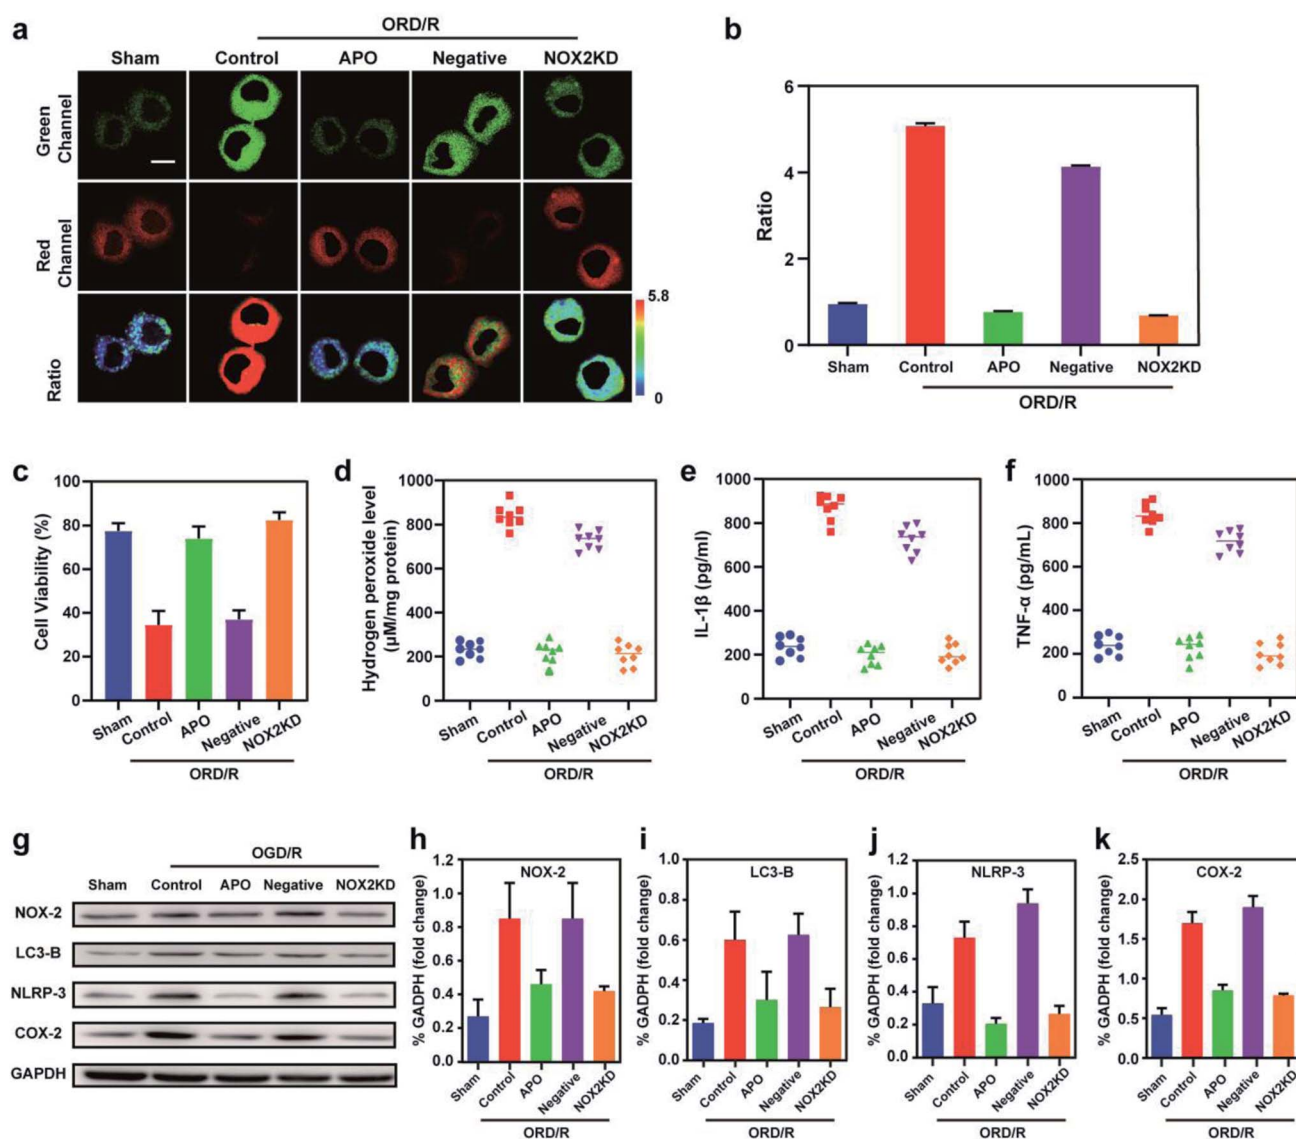 a
ORD/R
Sham Control APO Negative NOX2KD
Green
Channel
Red
Channel
Ratio
5.8
0
b
Ratio
6
4
2
0
Sham Control APO Negative NOX2KD
ORD/R
c
Cell Viability (%)
100
80
60
40
20
0
Sham Control APO Negative NOX2KD
ORD/R
d
Hydrogen peroxide level
(μM/mg protein)
1000
800
600
400
200
0
Sham Control APO Negative NOX2KD
ORD/R
e
IL-1β (pg/ml)
1000
800
600
400
200
0
Sham Control APO Negative NOX2KD
ORD/R
f
TNF-α (pg/mL)
1000
800
600
400
200
0
Sham Control APO Negative NOX2KD
ORD/R
g
OGD/R
Sham Control APO Negative NOX2KD
NOX-2
LC3-B
NLRP-3
COX-2
GAPDH
h
NOX-2
% GADPH (fold change)
1.2
1.0
0.8
0.6
0.4
0.2
0.0
Sham Control APO Negative NOX2KD
ORD/R
i
LC3-B
% GADPH (fold change)
1.0
0.8
0.6
0.4
0.2
0.0
Sham Control APO Negative NOX2KD
ORD/R
j
NLRP-3
% GADPH (fold change)
1.2
1.0
0.8
0.6
0.4
0.2
0.0
Sham Control APO Negative NOX2KD
ORD/R
k
COX-2
% GADPH (fold change)
2.5
2.0
1.5
1.0
0.5
0.0
Sham Control APO Negative NOX2KD
ORD/R